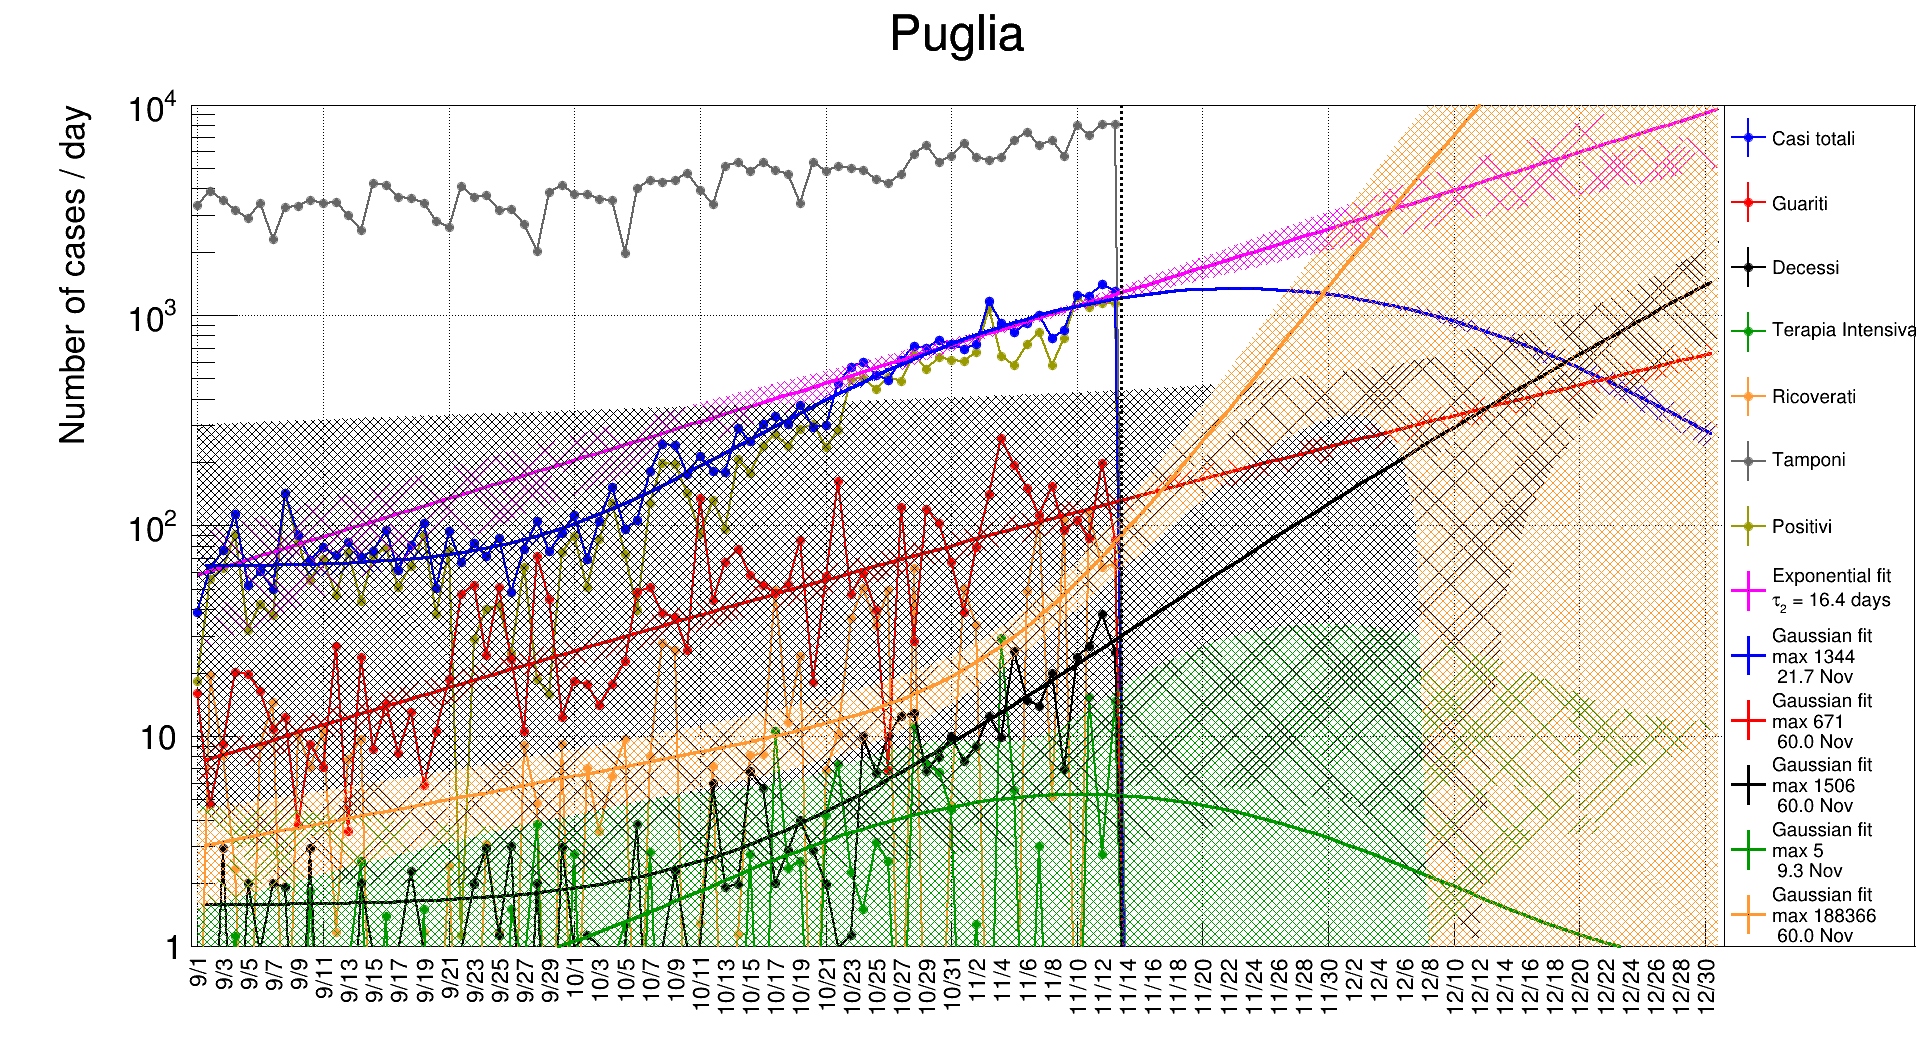 Puglia
Number of cases / day
10^4
10^3
10^2
10
1
9/1
9/3
9/5
9/7
9/9
9/11
9/13
9/15
9/17
9/19
9/21
9/23
9/25
9/27
9/29
10/1
10/3
10/5
10/7
10/9
10/11
10/13
10/15
10/17
10/19
10/21
10/23
10/25
10/27
10/29
10/31
11/2
11/4
11/6
11/8
11/10
11/12
11/14
11/16
11/18
11/20
11/22
11/24
11/26
11/28
11/30
12/2
12/4
12/6
12/8
12/10
12/12
12/14
12/16
12/18
12/20
12/22
12/24
12/26
12/28
12/30
Casi totali
Guariti
Decessi
Terapia Intensiva
Ricoverati
Tamponi
Positivi
Exponential fit
τ₂ = 16.4 days
Gaussian fit
max 1344
21.7 Nov
Gaussian fit
max 671
60.0 Nov
Gaussian fit
max 1506
60.0 Nov
Gaussian fit
max 5
9.3 Nov
Gaussian fit
max 188366
60.0 Nov